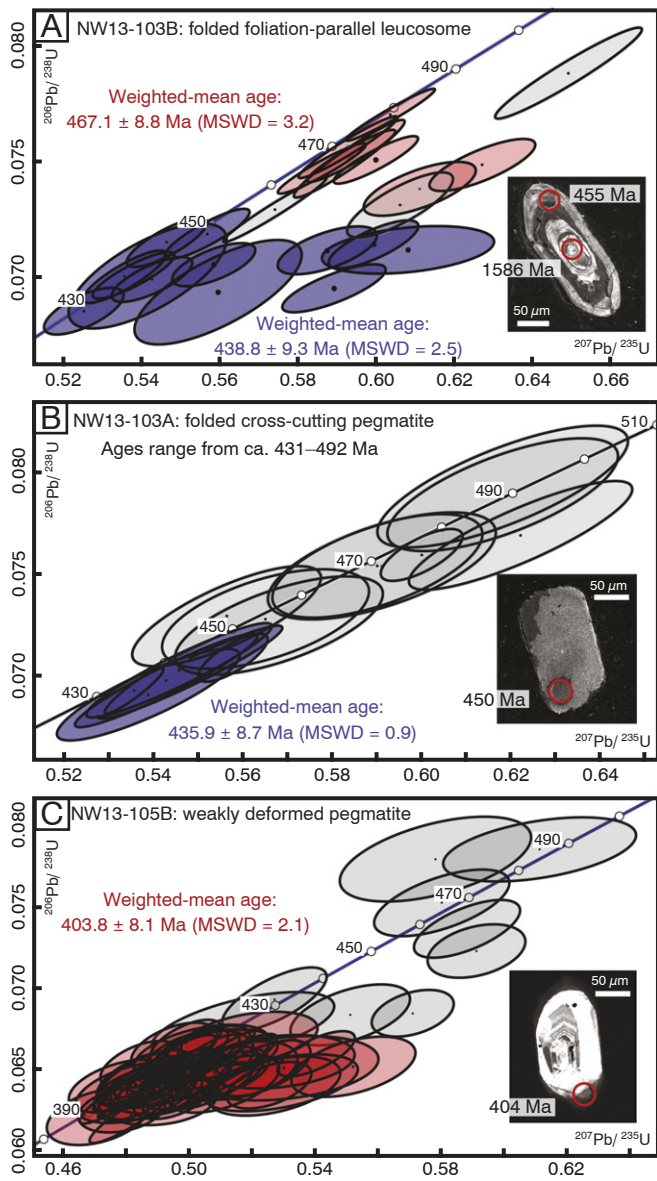 A NW13-103B: folded foliation-parallel leucosome
206Pb/ 238U
0.080
0.075
0.070
490
470
450
430
Weighted-mean age:
467.1 ± 8.8 Ma (MSWD = 3.2)
455 Ma
1586 Ma
50 µm
Weighted-mean age:
438.8 ± 9.3 Ma (MSWD = 2.5)
207Pb/ 235U
0.52 0.54 0.56 0.58 0.60 0.62 0.64 0.66
B NW13-103A: folded cross-cutting pegmatite
Ages range from ca. 431–492 Ma
206Pb/ 238U
0.080
0.075
0.070
510
490
470
450
430
50 µm
450 Ma
Weighted-mean age:
435.9 ± 8.7 Ma (MSWD = 0.9)
207Pb/ 235U
0.52 0.54 0.56 0.58 0.60 0.62 0.64
C NW13-105B: weakly deformed pegmatite
206Pb/ 238U
0.080
0.075
0.070
0.065
0.060
490
470
450
430
390
Weighted-mean age:
403.8 ± 8.1 Ma (MSWD = 2.1)
50 µm
404 Ma
207Pb/ 235U
0.46 0.50 0.54 0.58 0.62